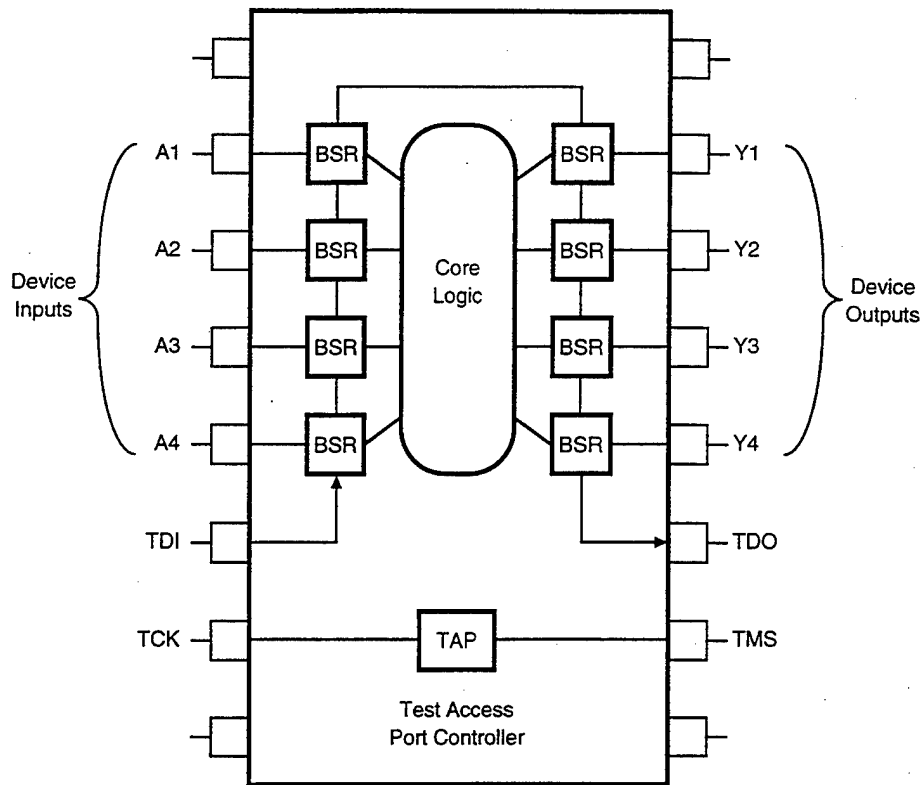 A1
BSR
BSR
Y1
A2
BSR
BSR
Y2
Device
Inputs
Core
Logic
Device
Outputs
A3
BSR
BSR
Y3
A4
BSR
BSR
Y4
TDI
TDO
TCK
TAP
TMS
Test Access
Port Controller